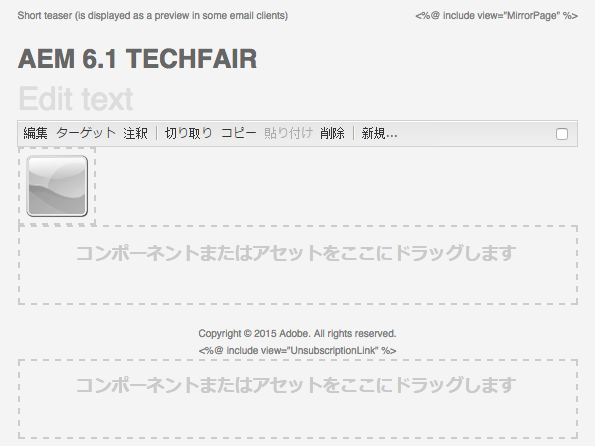 Short teaser (is displayed as a preview in some email clients) <%@ include view="MirrorPage" %>
AEM 6.1 TECHFAIR
Edit text
編集 ターゲット 注釈 | 切り取り コピー 貼り付け 削除 | 新規...
コンポーネントまたはアセットをここにドラッグします
Copyright © 2015 Adobe. All rights reserved.
<%@ include view="UnsubscriptionLink" %>
コンポーネントまたはアセットをここにドラッグします